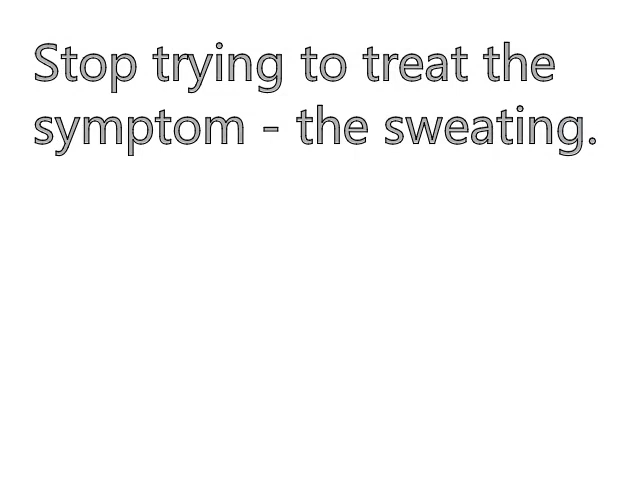 Stop trying to treat the
symptom - the sweating.